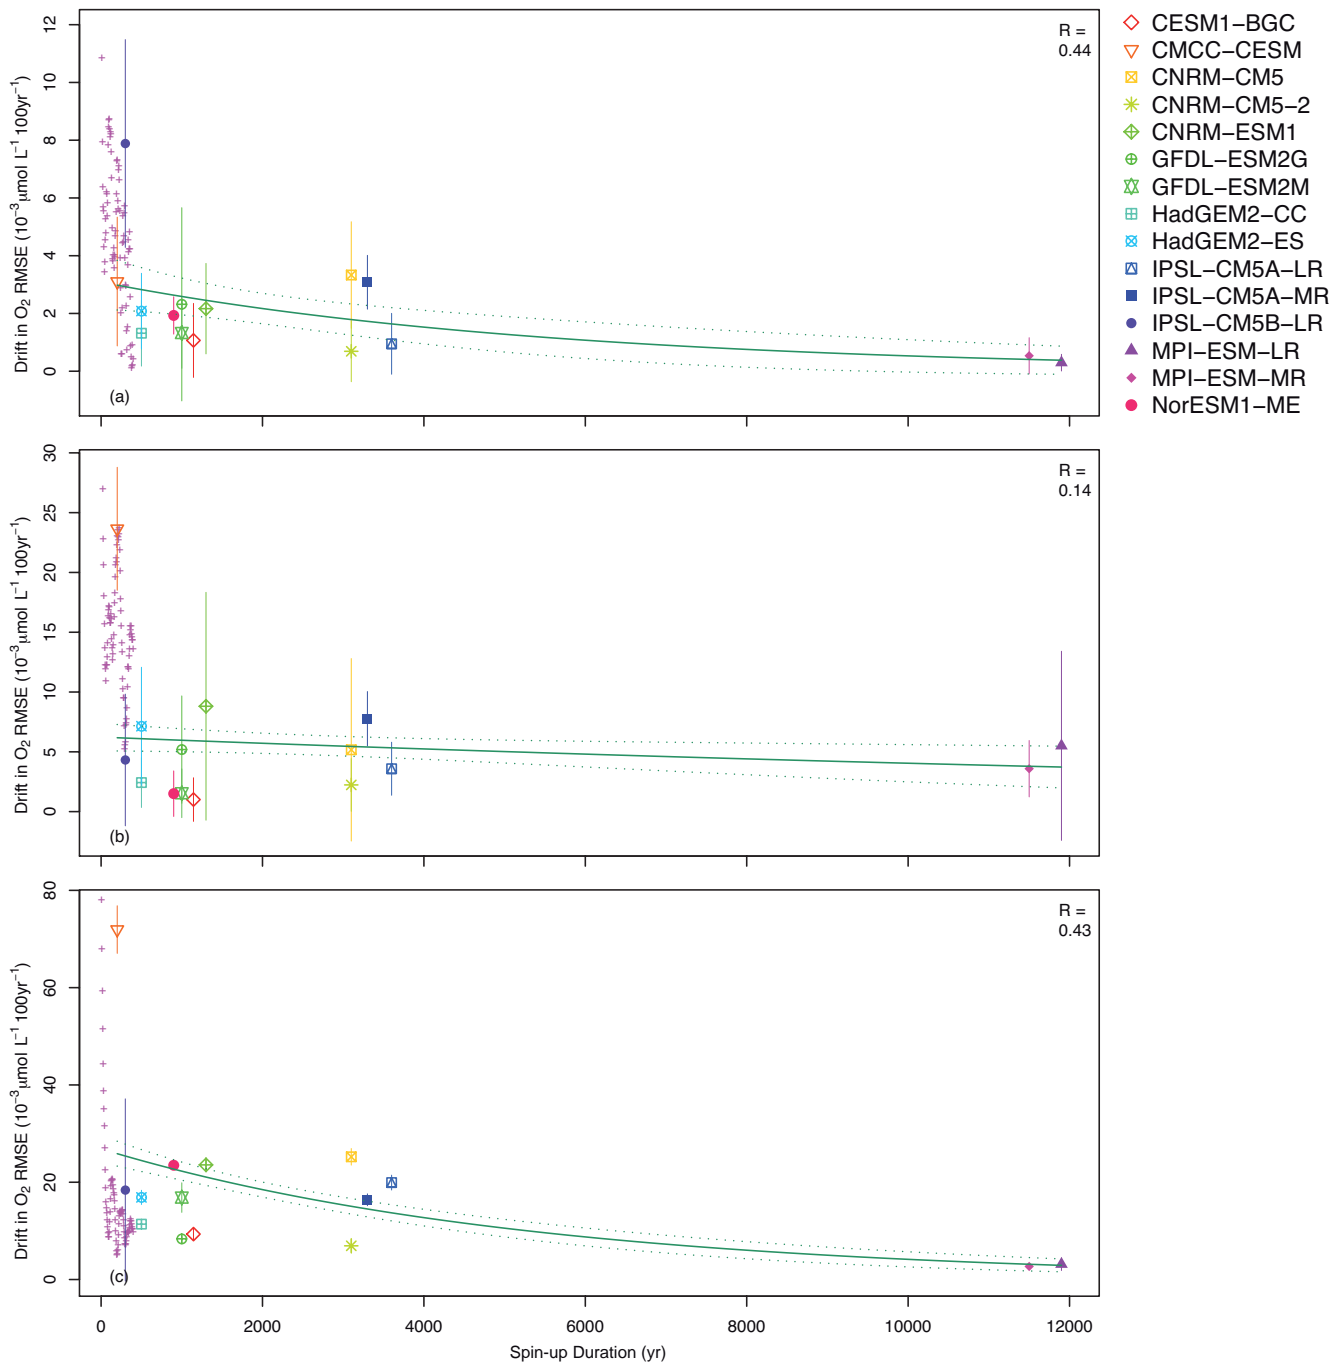 12
10
8
6
4
2
0
Drift in O₂ RMSE (10⁻³µmol L⁻¹ 100yr⁻¹)
R =
0.44
(a)
CESM1−BGC
CMCC−CESM
CNRM−CM5
CNRM−CM5−2
CNRM−ESM1
GFDL−ESM2G
GFDL−ESM2M
HadGEM2−CC
HadGEM2−ES
IPSL−CM5A−LR
IPSL−CM5A−MR
IPSL−CM5B−LR
MPI−ESM−LR
MPI−ESM−MR
NorESM1−ME
30
25
20
15
10
5
0
Drift in O₂ RMSE (10⁻³µmol L⁻¹ 100yr⁻¹)
R =
0.14
(b)
80
60
40
20
0
Drift in O₂ RMSE (10⁻³µmol L⁻¹ 100yr⁻¹)
R =
0.43
(c)
0 2000 4000 6000 8000 10000 12000
Spin−up Duration (yr)